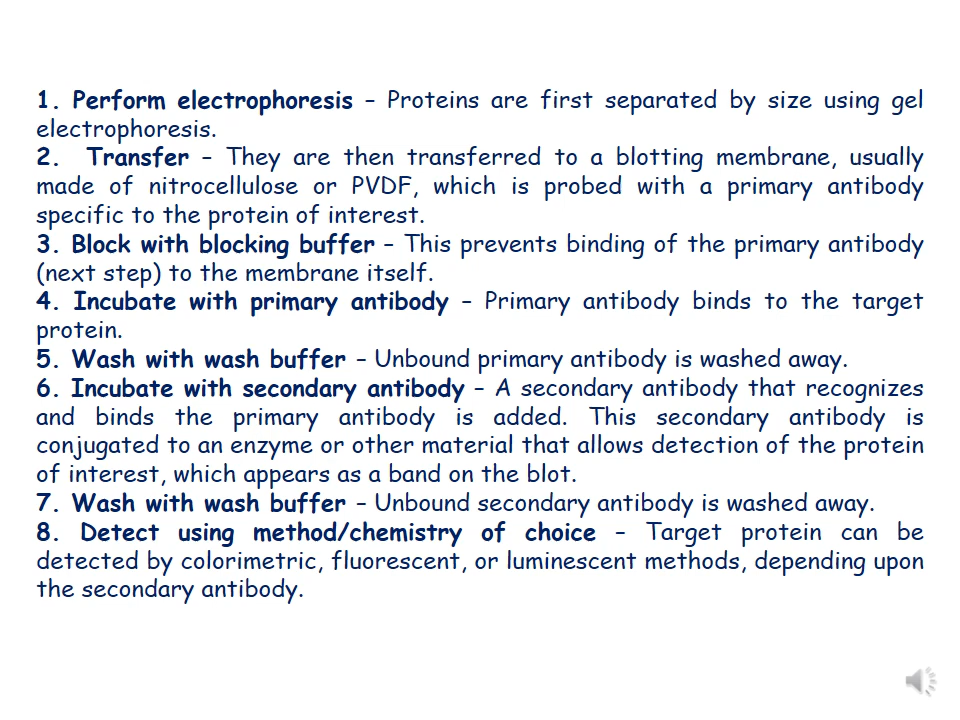 1. Perform electrophoresis – Proteins are first separated by size using gel
electrophoresis.
2. Transfer – They are then transferred to a blotting membrane, usually
made of nitrocellulose or PVDF, which is probed with a primary antibody
specific to the protein of interest.
3. Block with blocking buffer – This prevents binding of the primary antibody
(next step) to the membrane itself.
4. Incubate with primary antibody – Primary antibody binds to the target
protein.
5. Wash with wash buffer – Unbound primary antibody is washed away.
6. Incubate with secondary antibody – A secondary antibody that recognizes
and binds the primary antibody is added. This secondary antibody is
conjugated to an enzyme or other material that allows detection of the protein
of interest, which appears as a band on the blot.
7. Wash with wash buffer – Unbound secondary antibody is washed away.
8. Detect using method/chemistry of choice – Target protein can be
detected by colorimetric, fluorescent, or luminescent methods, depending upon
the secondary antibody.